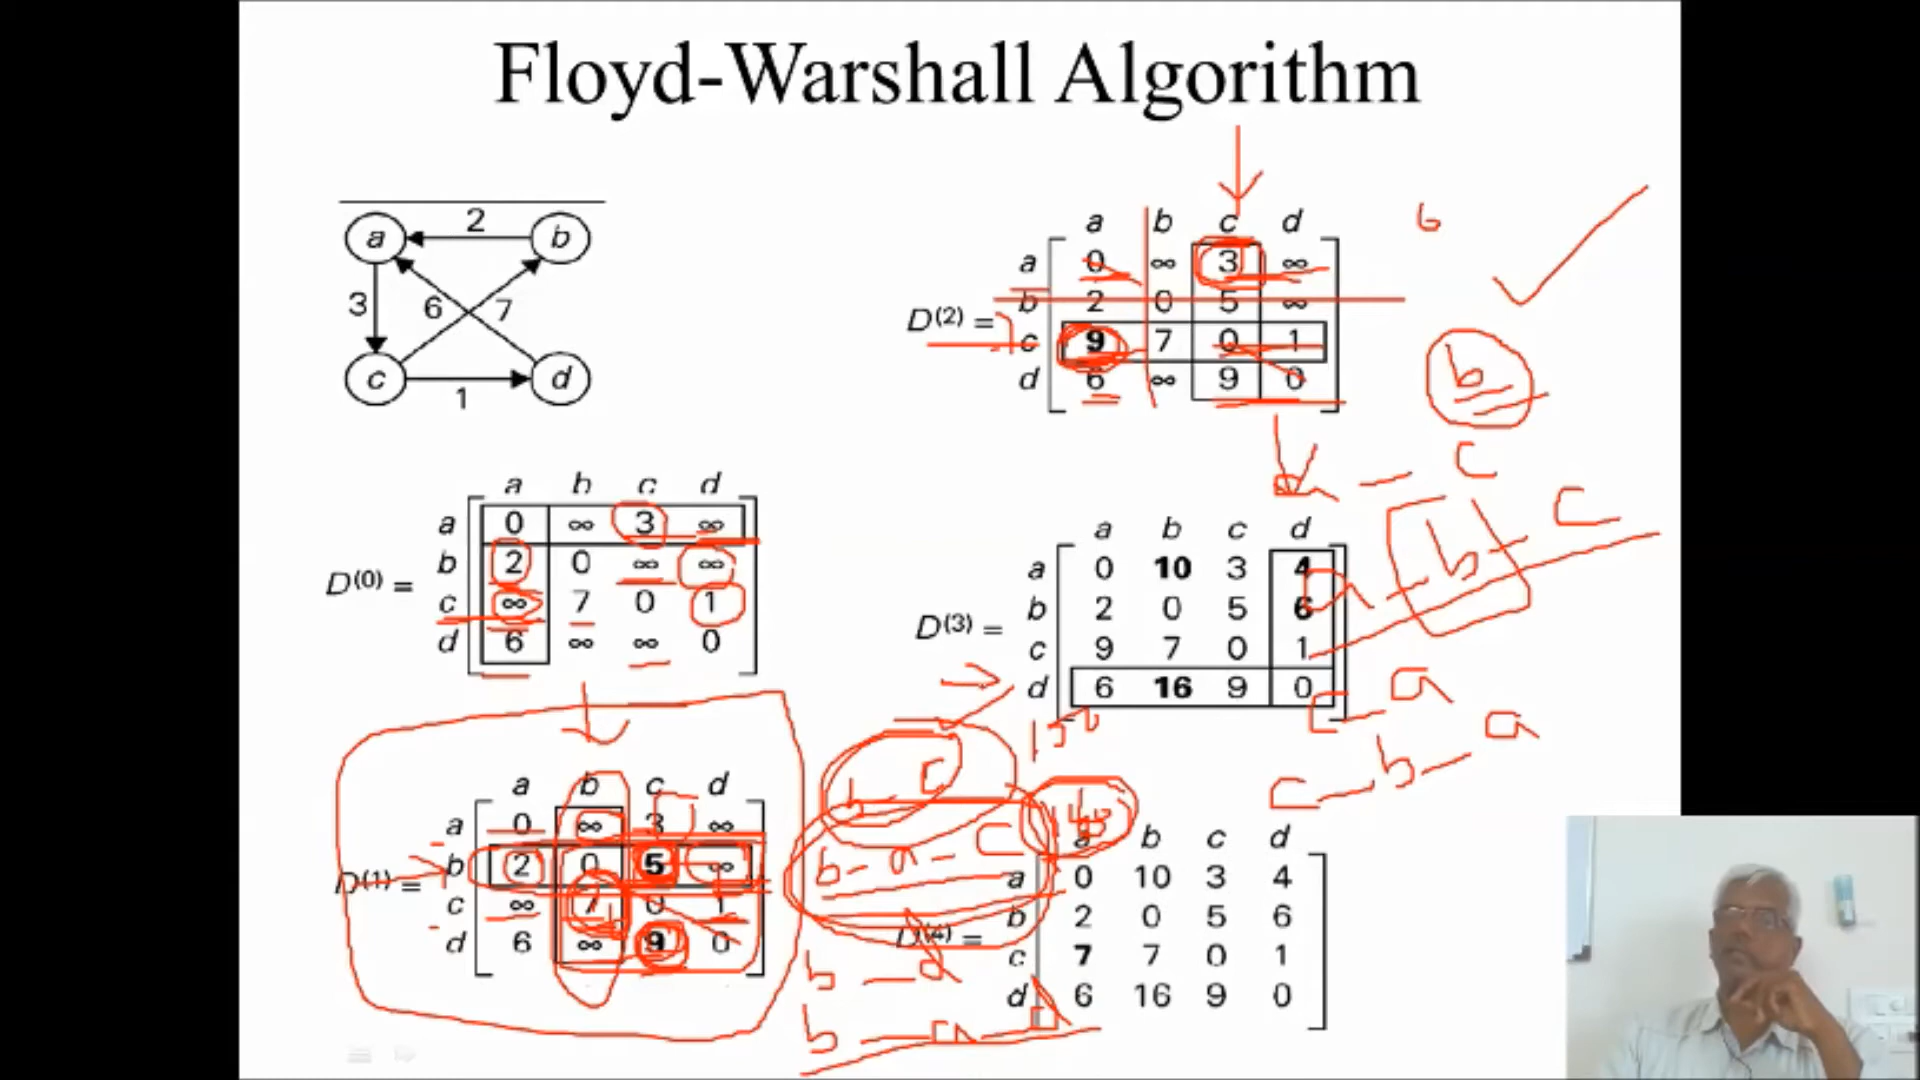 Floyd-Warshall Algorithm
2
a b
3 6 7
c d
1
a b c d
a 0 ∞ 3 ∞
b 2 0 5 ∞
D(2) =
c 9 7 0 1
d 6 ∞ 9 0
6
b
c
b c
a b c d
a 0 ∞ 3 ∞
b 2 0 ∞ ∞
D(0) =
c ∞ 7 0 1
d 6 ∞ ∞ 0
a b c d
a 0 10 3 4
b 2 0 5 6
D(3) =
c 9 7 0 1
d 6 16 9 0
c - a
c - b - a
a b c d
a 0 ∞ 3 ∞
b 2 0 5 ∞
D(1) =
c ∞ 7 0 1
d 6 ∞ 9 0
b c
b - a - c
b - d
a b c d
a 0 10 3 4
b 2 0 5 6
D(4) =
c 7 7 0 1
d 6 16 9 0